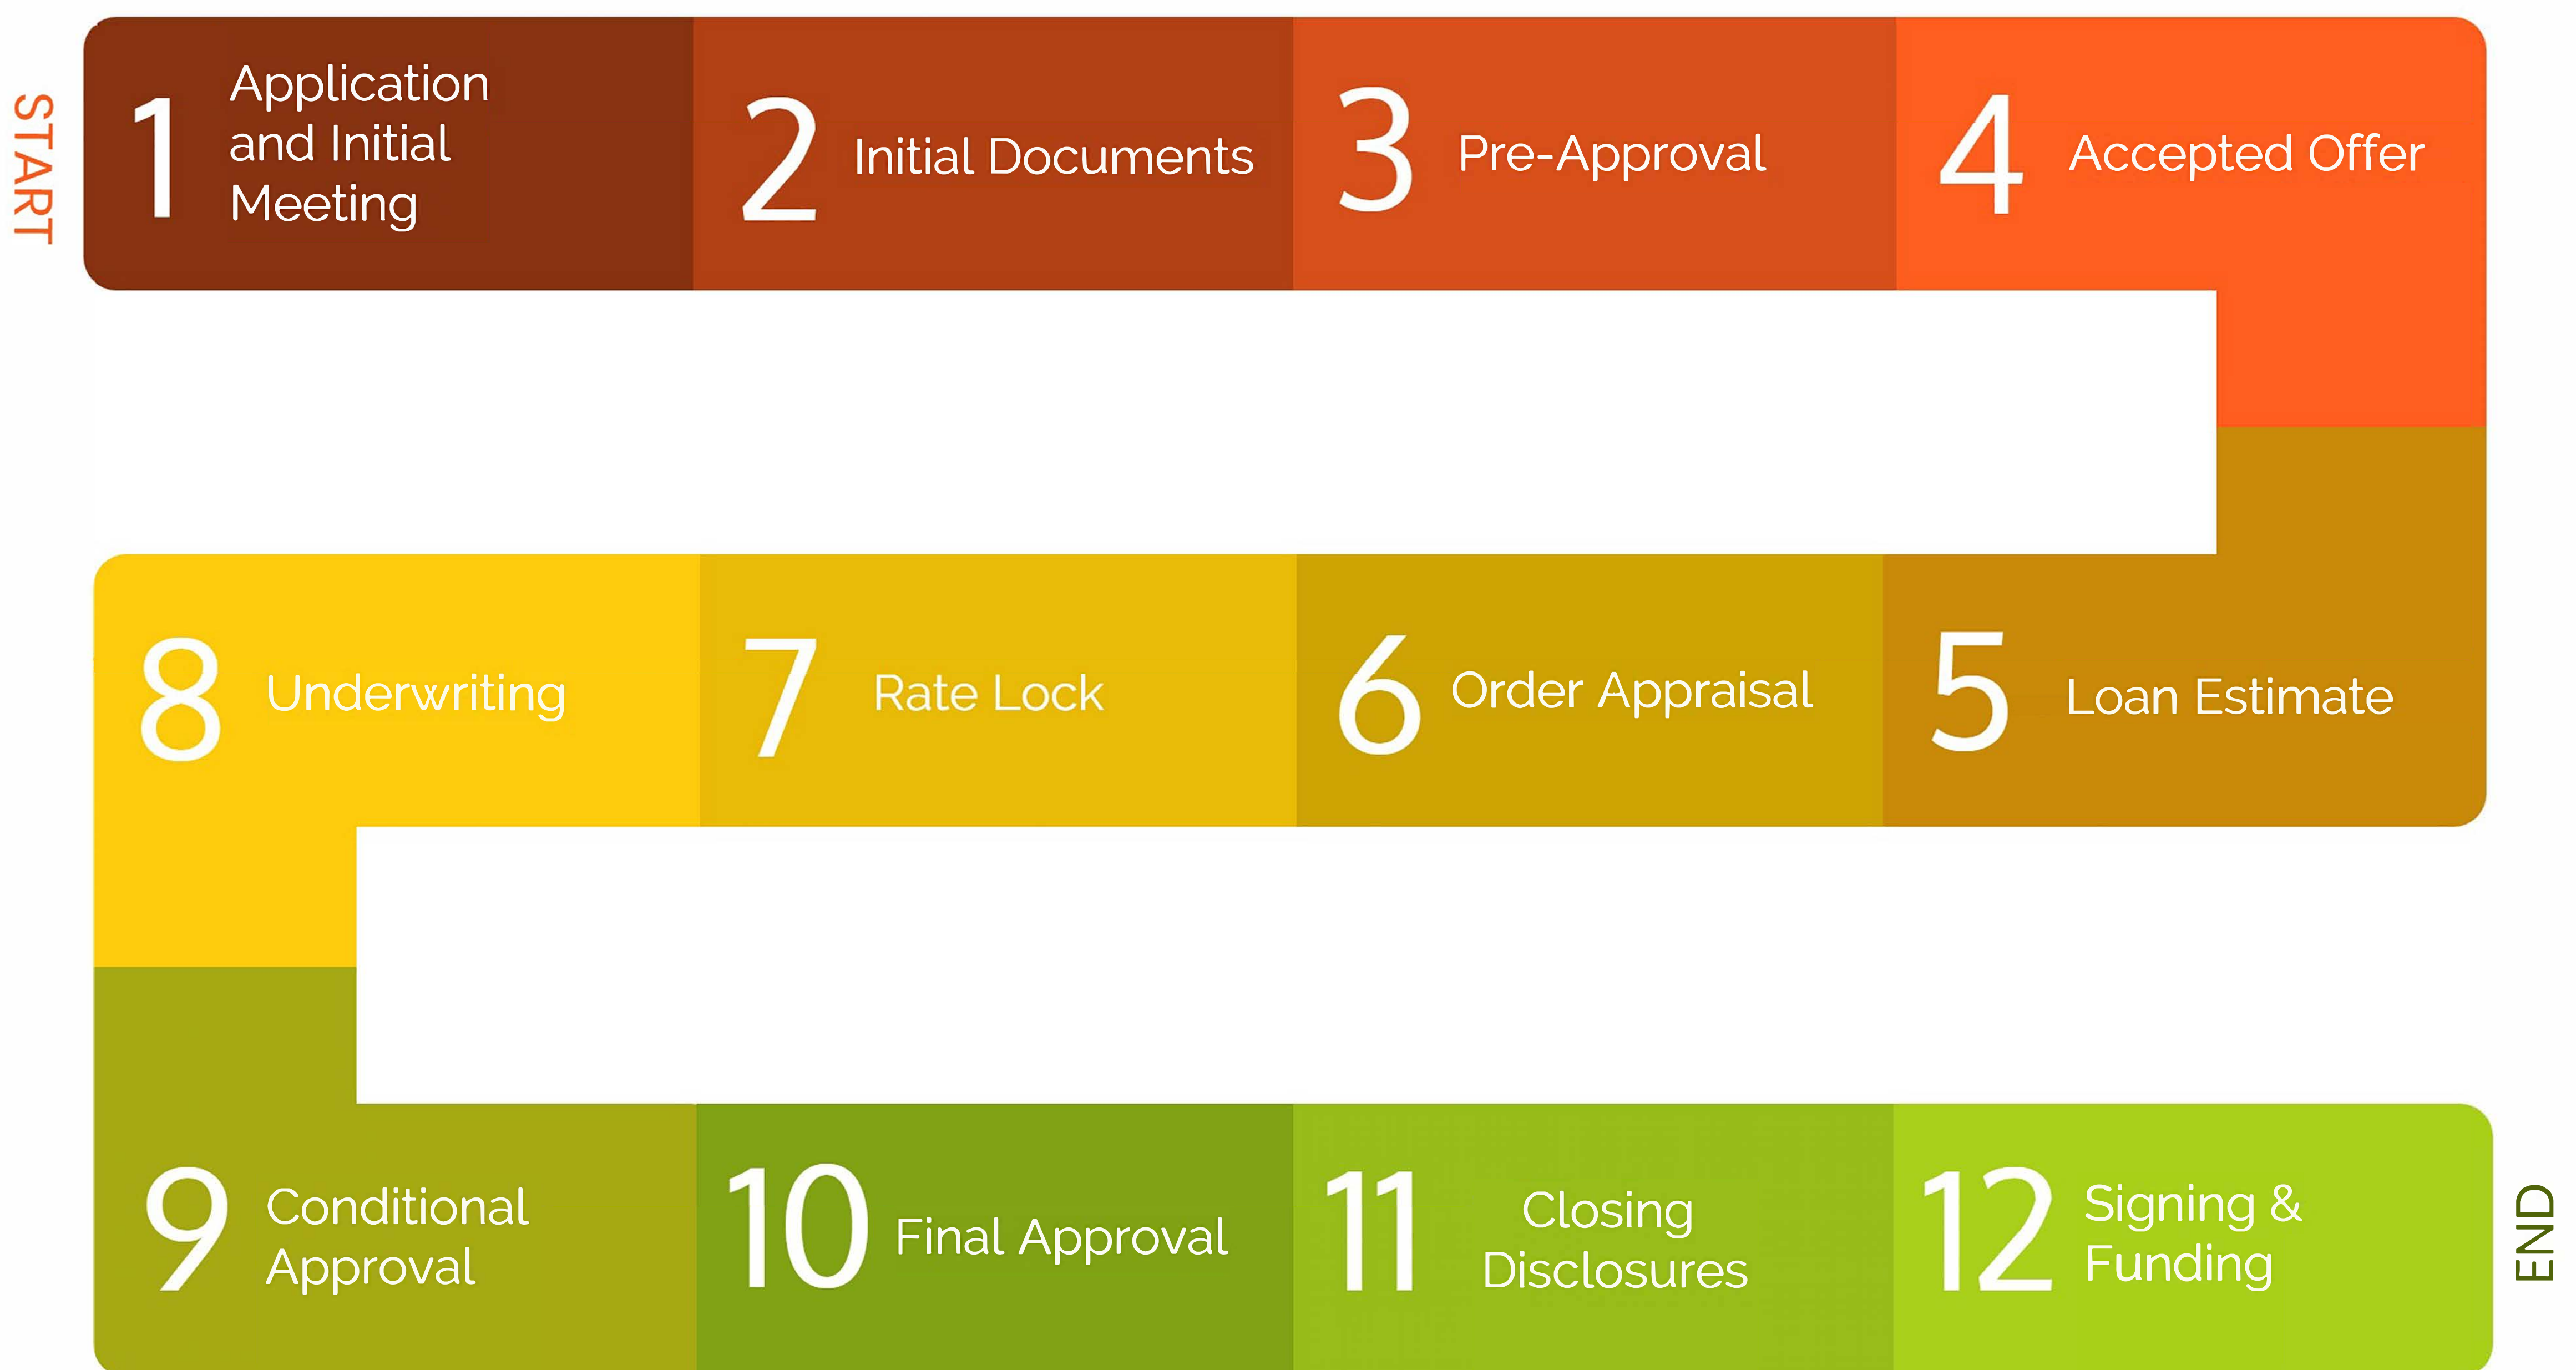 START
1
Application
and Initial
Meeting
2
Initial Documents
3
Pre-Approval
4
Accepted Offer
5
Loan Estimate
6
Order Appraisal
7
Rate Lock
8
Underwriting
9
Conditional
Approval
10
Final Approval
11
Closing
Disclosures
12
Signing &
Funding
END